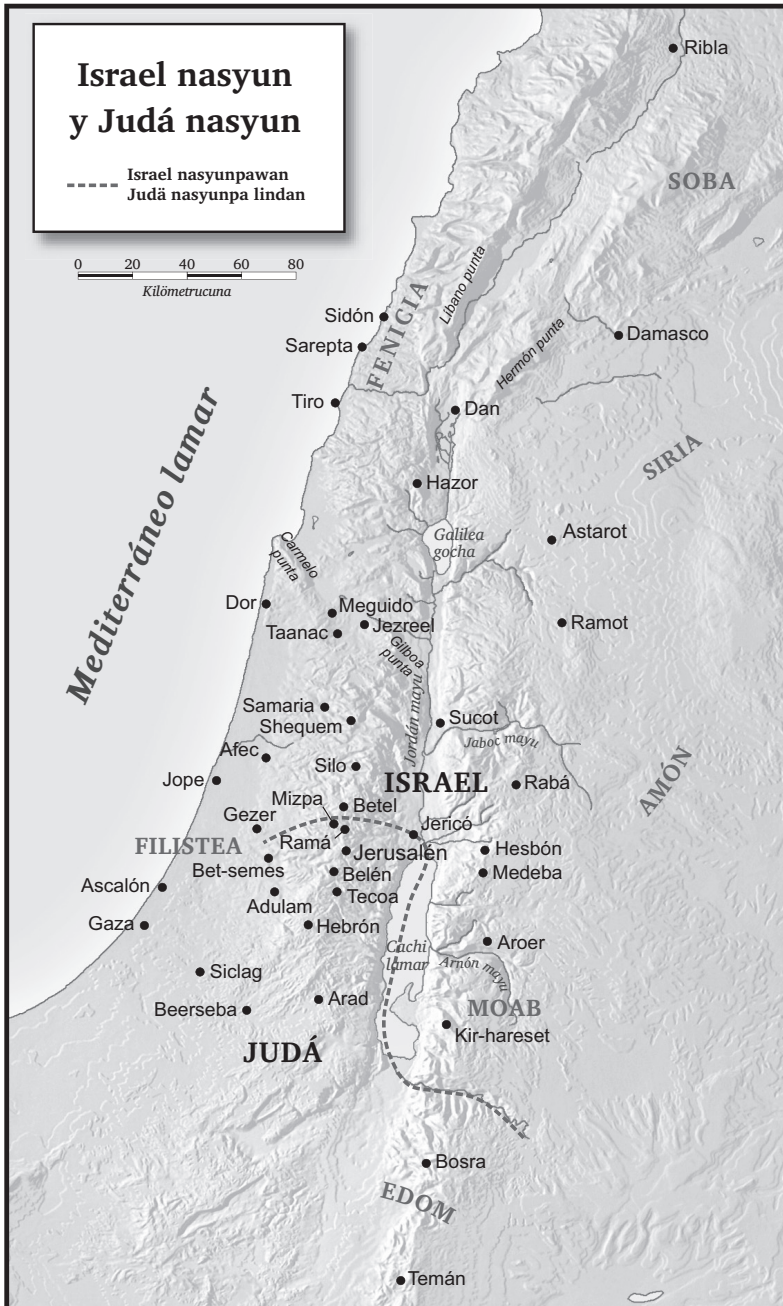 Israel nasyun
y Judá nasyun
Israel nasyunpawan
Judä nasyunpa lindan
0 20 40 60 80
Kilömetrucuna
Ribla
SOBA
Líbano punta
Sidón
FENICIA
Sarepta
Damasco
Hermón punta
Tiro
Dan
Mediterráneo lamar
SIRIA
Hazor
Galilea
gocha
Astarot
Carmelo
punta
Dor
Meguido
Jezreel
Taanac
Ramot
Gilboa
punta
Jordán mayu
Samaria
Shequem
Sucot
Jaboc mayu
Afec
Silo
AMÓN
Jope
ISRAEL
Rabá
Mizpa
Betel
Gezer
Jericó
FILISTEA
Ramá
Jerusalén
Hesbón
Bet-semes
Belén
Medeba
Ascalón
Adulam
Tecoa
Gaza
Hebrón
Aroer
Cachi
lamar
Arnón mayu
Siclag
Arad
MOAB
Beerseba
Kir-hareset
JUDÁ
Bosra
EDOM
Temán